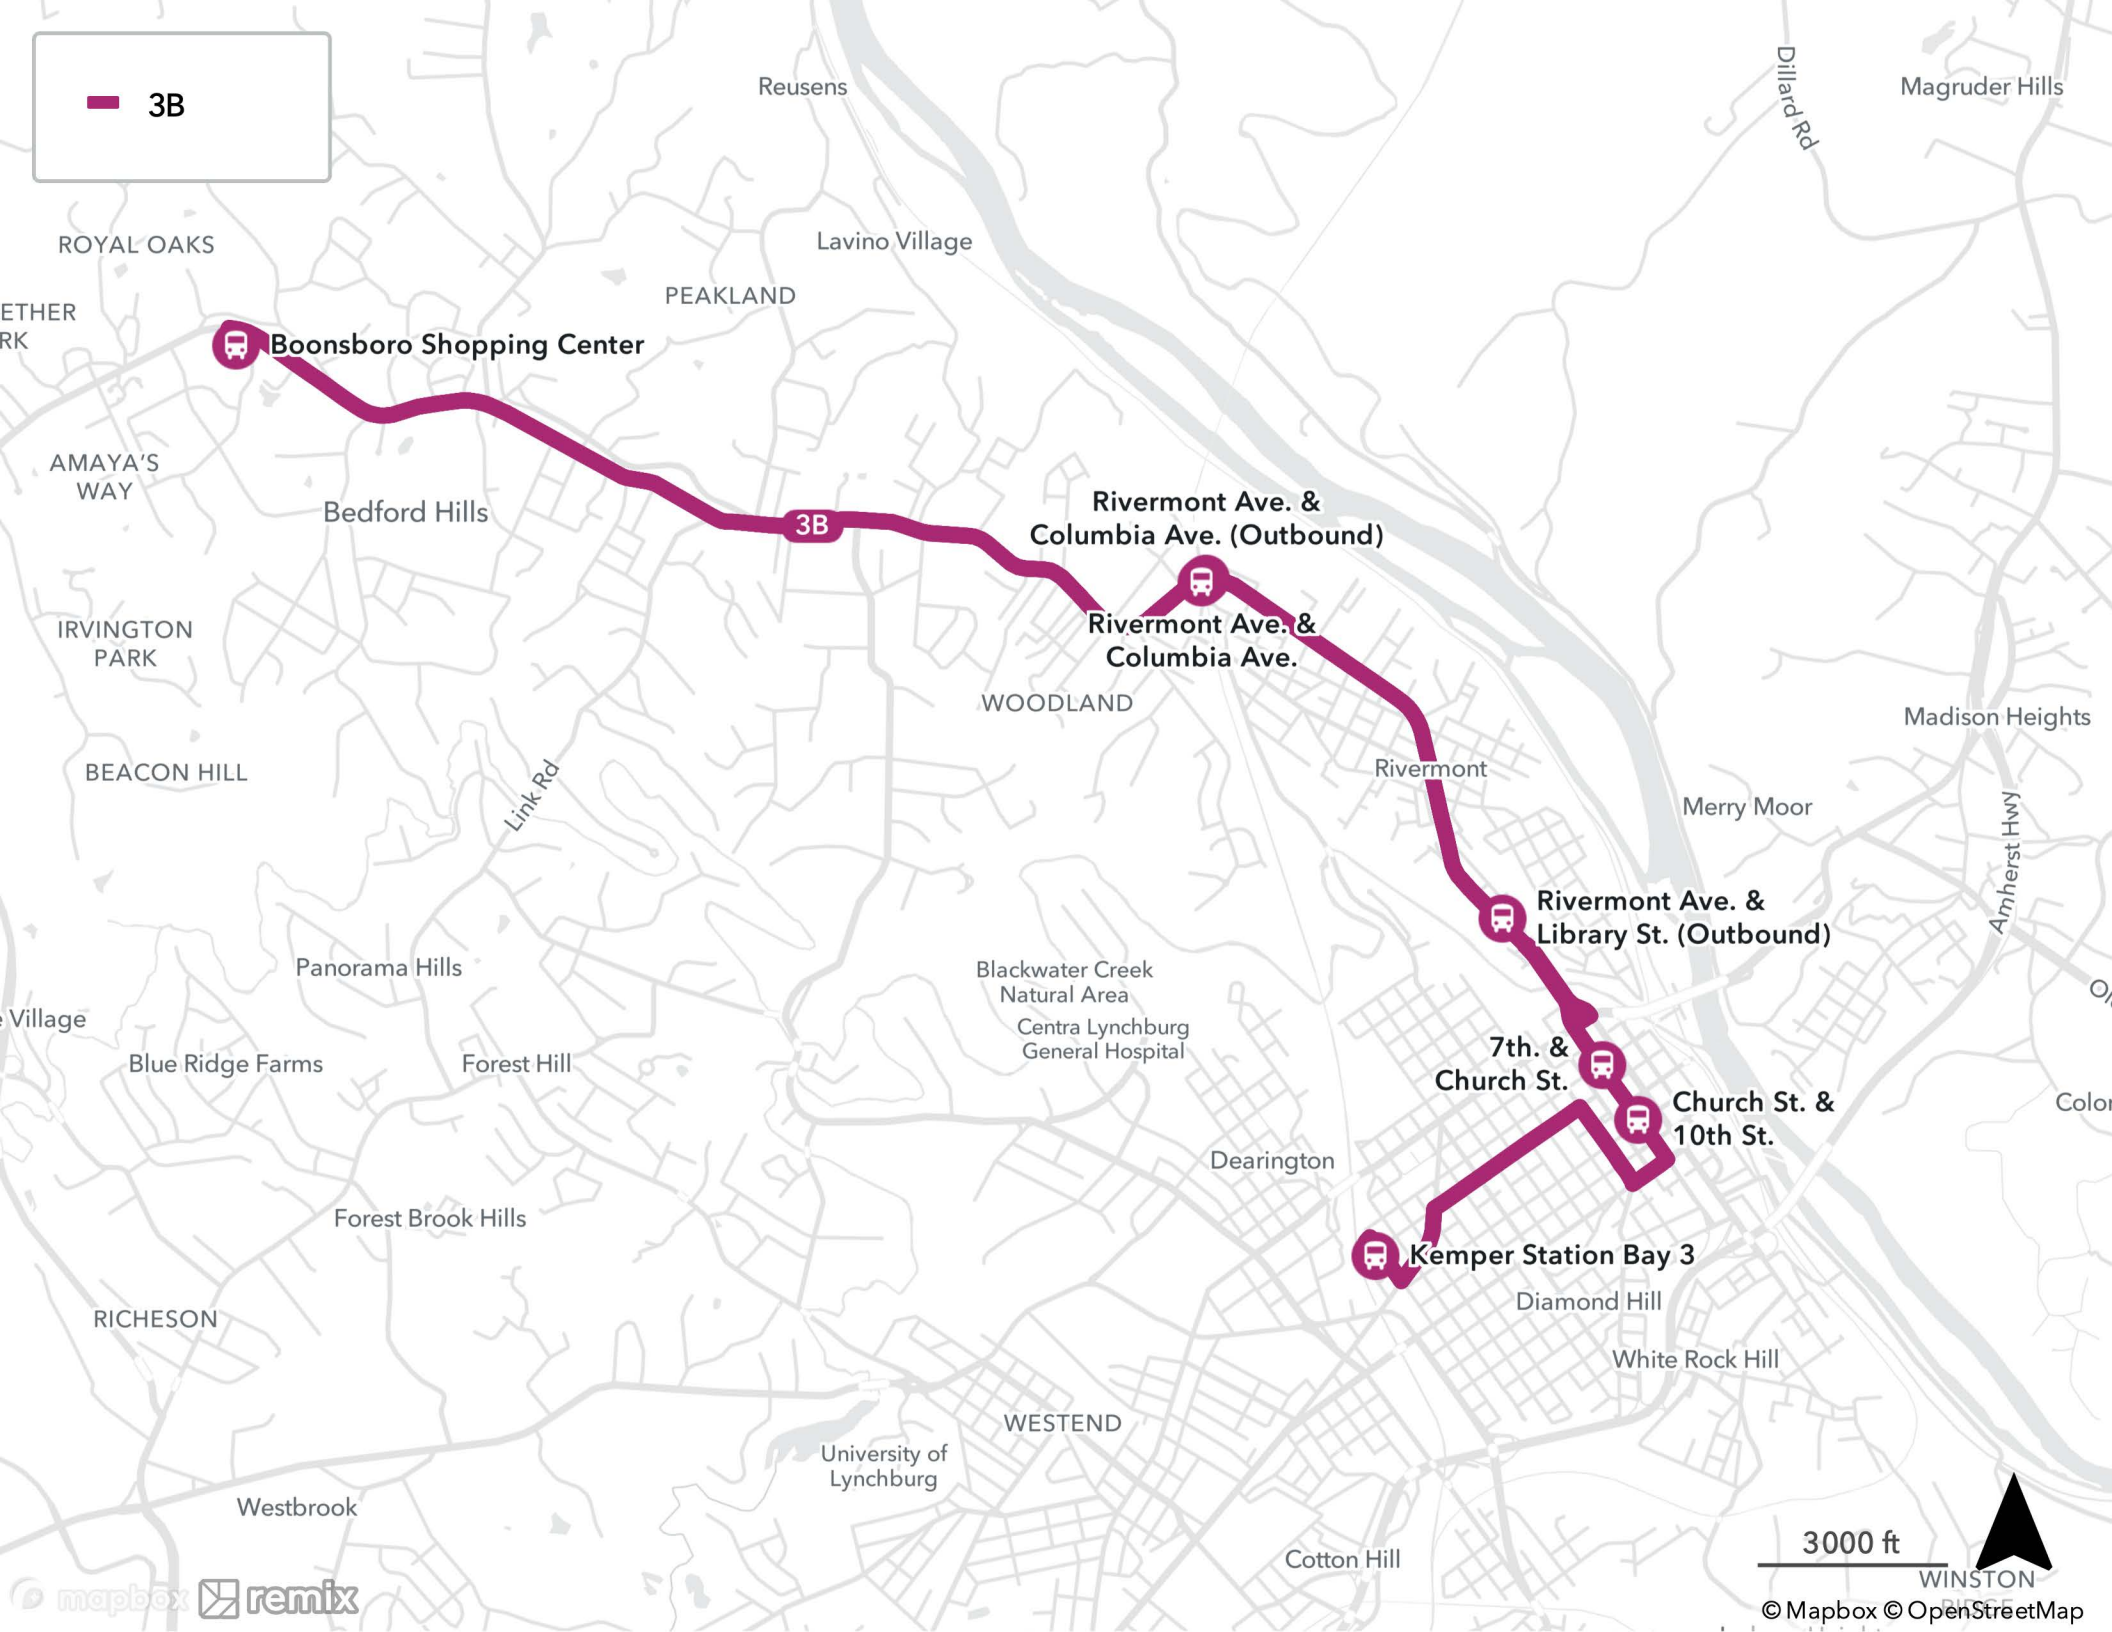 3B
Reusens
Dillard Rd
Magruder Hills
ROYAL OAKS
Lavino Village
PEAKLAND
ETHER
RK
Boonsboro Shopping Center
AMAYA'S
WAY
Bedford Hills
3B
Rivermont Ave. &
Columbia Ave. (Outbound)
Rivermont Ave. &
Columbia Ave.
IRVINGTON
PARK
WOODLAND
Madison Heights
BEACON HILL
Link Rd
Rivermont
Merry Moor
Amherst Hwy
Rivermont Ave. &
Library St. (Outbound)
Panorama Hills
Blackwater Creek
Natural Area
Centra Lynchburg
General Hospital
Village
Blue Ridge Farms
Forest Hill
7th. &
Church St.
Church St. &
10th St.
Colo
Dearington
Forest Brook Hills
Kemper Station Bay 3
Diamond Hill
RICHESON
White Rock Hill
WESTEND
University of
Lynchburg
Westbrook
Cotton Hill
3000 ft
WINSTON
RIDGE
mapbox
remix
© Mapbox © OpenStreetMap